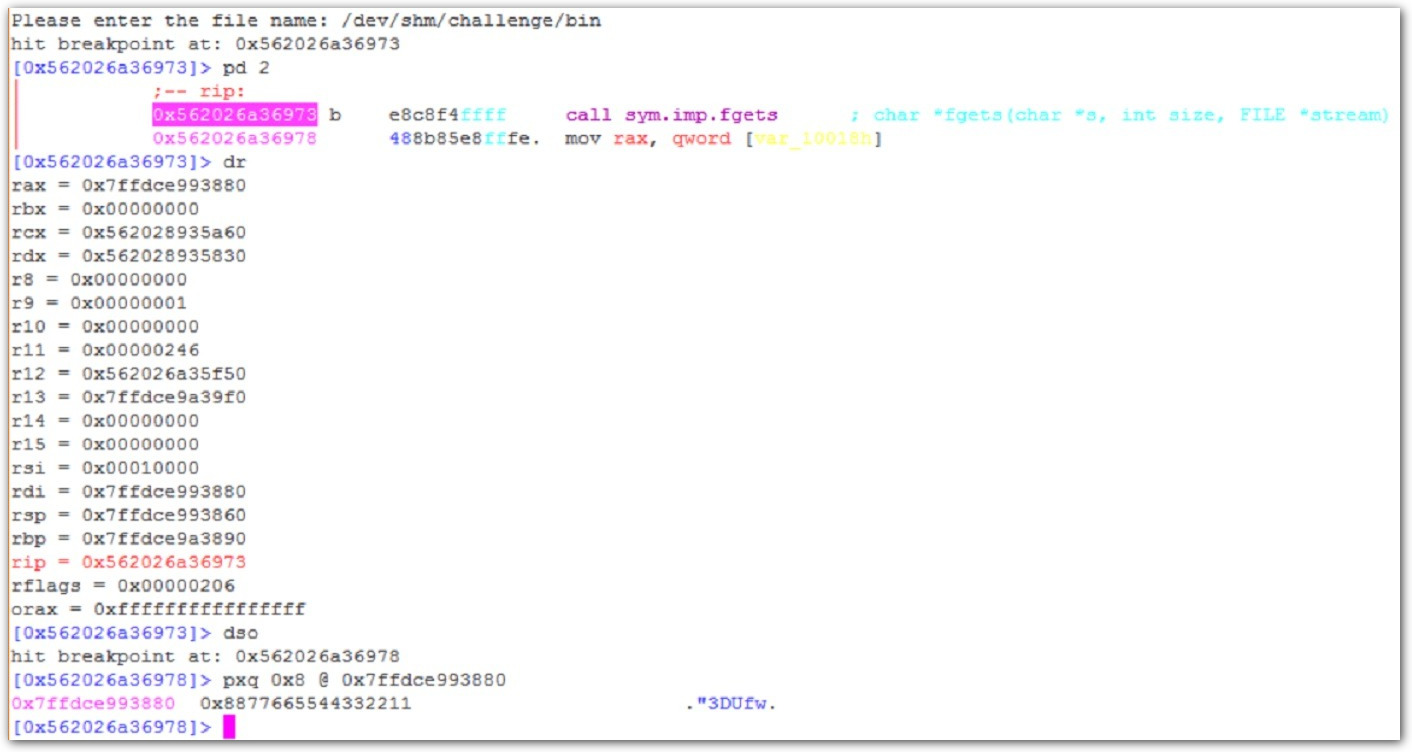 Please enter the file name: /dev/shm/challenge/bin
hit breakpoint at: 0x562026a36973
[0x562026a36973]> pd 2
;-- rip:
0x562026a36973 b e8c8f4ffff call sym.imp.fgets ; char *fgets(char *s, int size, FILE *stream)
0x562026a36978 488b85e8fffe. mov rax, qword [var_10018h]
[0x562026a36973]> dr
rax = 0x7ffdce993880
rbx = 0x00000000
rcx = 0x562028935a60
rdx = 0x562028935830
r8 = 0x00000000
r9 = 0x00000001
r10 = 0x00000000
r11 = 0x00000246
r12 = 0x562026a35f50
r13 = 0x7ffdce9a39f0
r14 = 0x00000000
r15 = 0x00000000
rsi = 0x00010000
rdi = 0x7ffdce993880
rsp = 0x7ffdce993860
rbp = 0x7ffdce9a3890
rip = 0x562026a36973
rflags = 0x00000206
orax = 0xffffffffffffffff
[0x562026a36973]> dso
hit breakpoint at: 0x562026a36978
[0x562026a36978]> pxq 0x8 @ 0x7ffdce993880
0x7ffdce993880 0x8877665544332211 ."3DUfw.
[0x562026a36978]>